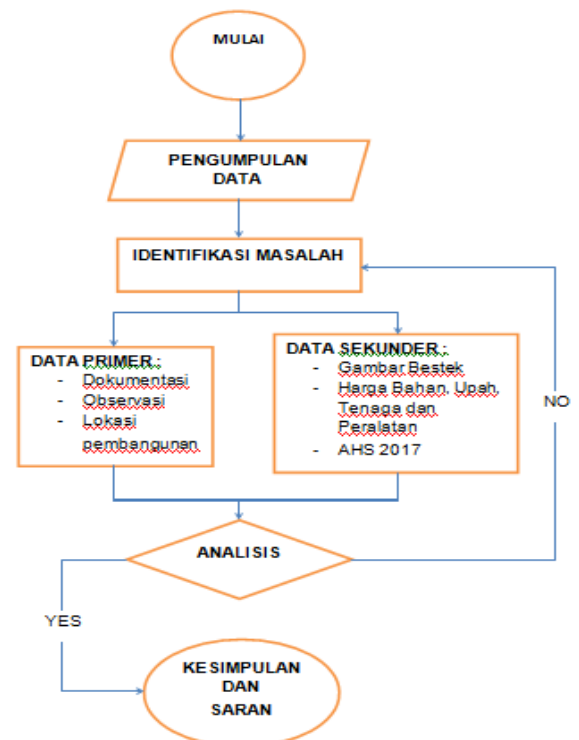 MULAI
PENGUMPULAN
DATA
IDENTIFIKASI MASALAH
DATA PRIMER :
- Dokumentasi
- Observasi
- Lokasi
pembangunan
DATA SEKUNDER :
- Gambar Bestek
- Harga Bahan, Upah,
Tenaga dan
Peralatan
- AHS 2017
NO
ANALISIS
YES
KESIMPULAN
DAN
SARAN